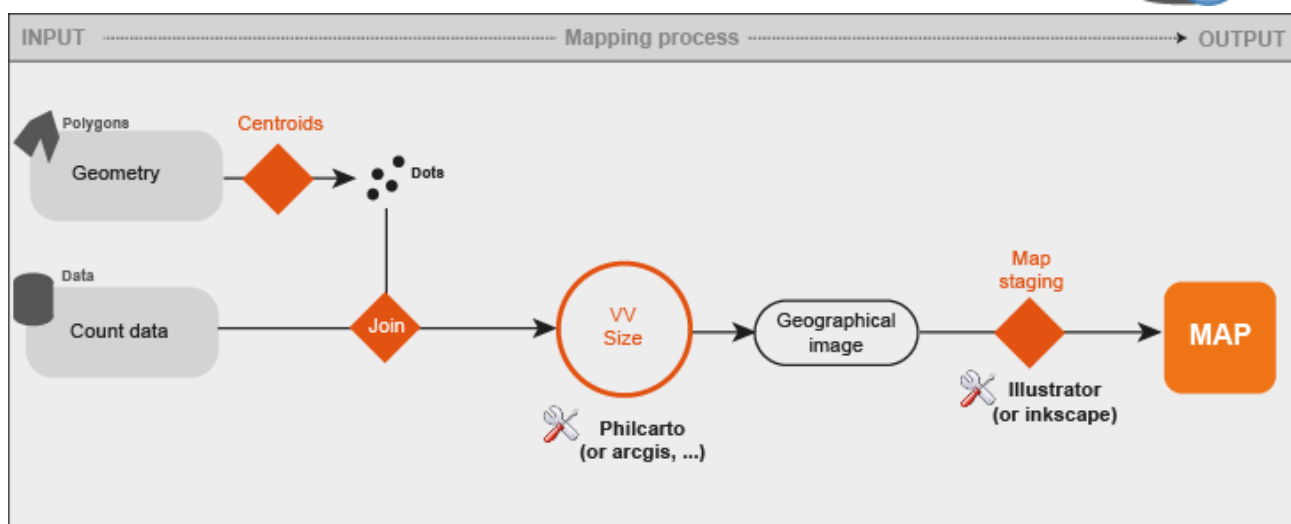 INPUT Mapping process OUTPUT
Polygons
Geometry
Centroids
Dots
Data
Count data
Join
VV
Size
Philcarto
(or arcgis, ...)
Geographical
image
Map
staging
Illustrator
(or inkscape)
MAP